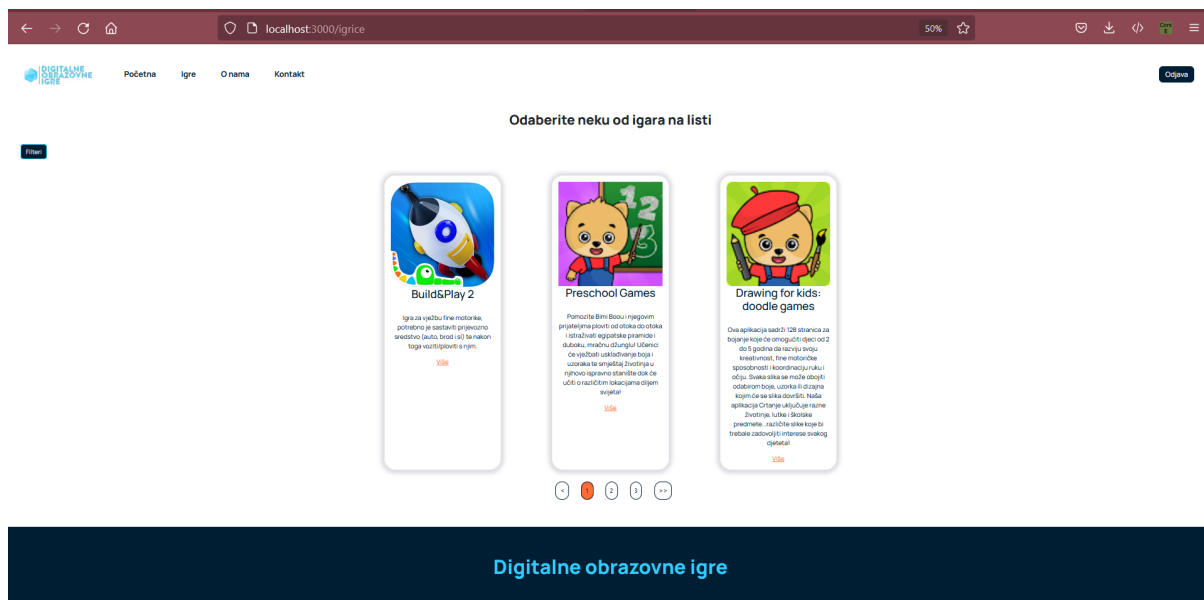 localhost:3000/igrice
50%
DIGITALNE
OBRAZOVNE
IGRE
Početna Igre O nama Kontakt
Odjava
Odaberite neku od igara na listi
Filteri
Build&Play 2
Igra za vježbu fine motorike,
potrebno je sastaviti prijevozno
sredstvo (auto, brod i sl) te nakon
toga voziti/ploviti s njim.
Više
123
Preschool Games
Pomozite Bimi Boou i njegovim
prijateljima ploviti od otoka do otoka
i istraživati egipatske piramide i
duboku, mračnu džunglu! Učenici
će vježbati usklađivanje boja i
uzoraka te smještaj životinja u
njihovo ispravno stanište dok će
učiti o različitim lokacijama diljem
svijeta!
Više
Drawing for kids:
doodle games
Ova aplikacija sadrži 128 stranica za
bojanje koje će omogućiti djeci od 2
do 5 godina da razviju svoju
kreativnost, fine motoričke
sposobnosti i koordinaciju ruku i
očiju. Svaka slika se može obojiti
odabirom boje, uzorka ili dizajna
kojim će se slika dovršiti. Naša
aplikacija Crtanje uključuje razne
životinje, lutke i školske
predmete...različite slike koje bi
trebale zadovoljiti interese svakog
djeteta!
Više
< 1 2 3 >>
Digitalne obrazovne igre